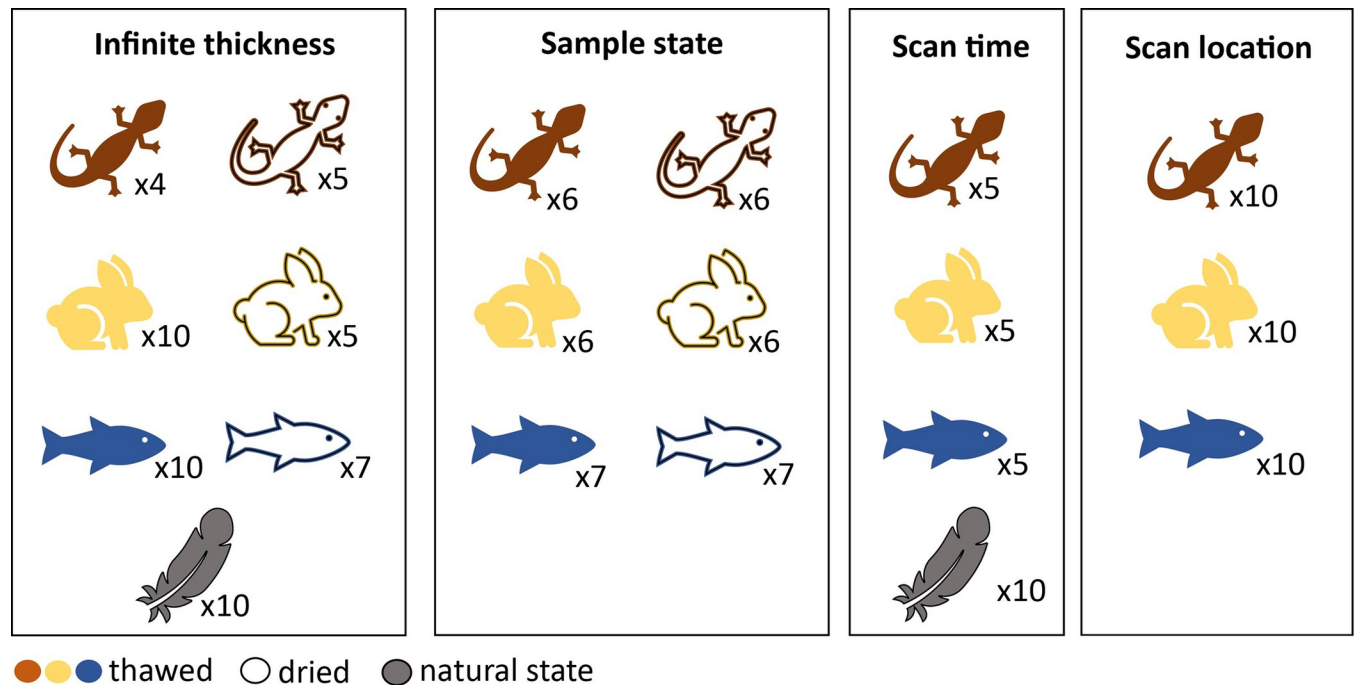 Infinite thickness
x4
x5
x10
x5
x10
x7
x10
Sample state
x6
x6
x6
x6
x7
x7
Scan time
x5
x5
x5
x10
Scan location
x10
x10
x10
thawed dried natural state